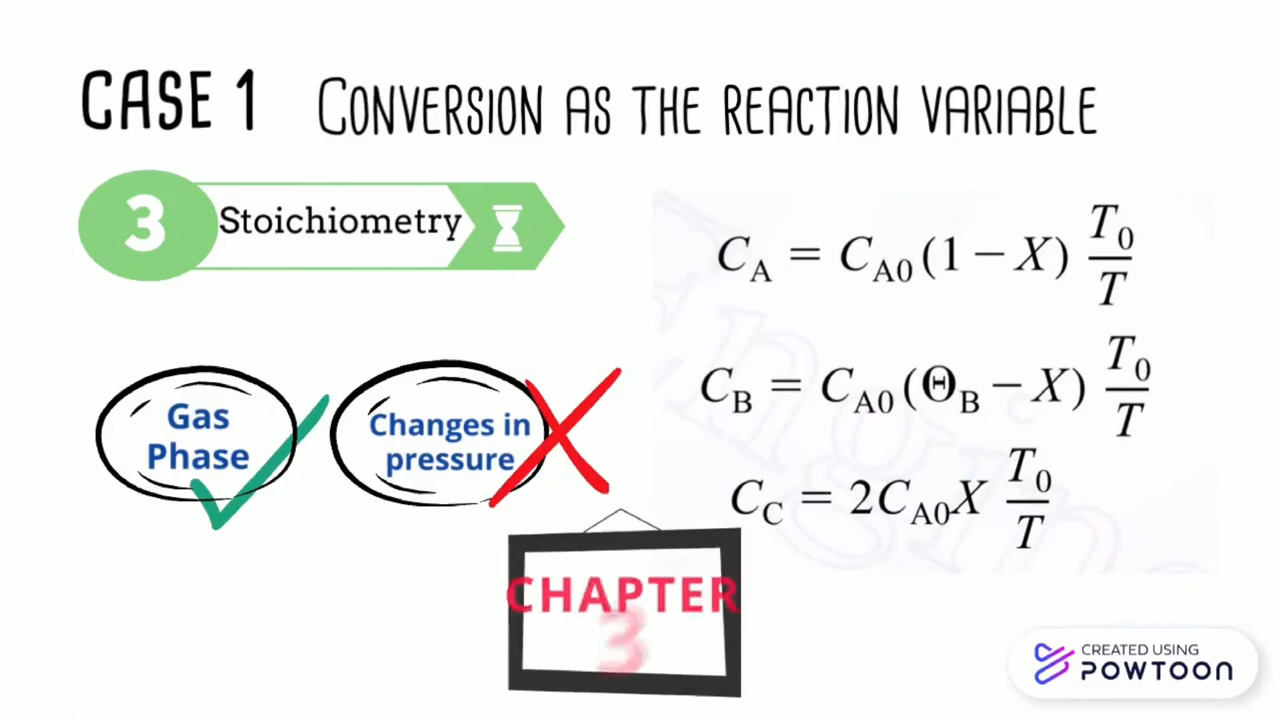 CASE 1 CONVERSION AS THE REACTION VARIABLE
3 Stoichiometry
Gas
Phase
Changes in
pressure
C_A = C_A0 (1 − X) T_0/T
C_B = C_A0 (Θ_B − X) T_0/T
C_C = 2C_A0 X T_0/T
CHAPTER
3
CREATED USING
POWTOON